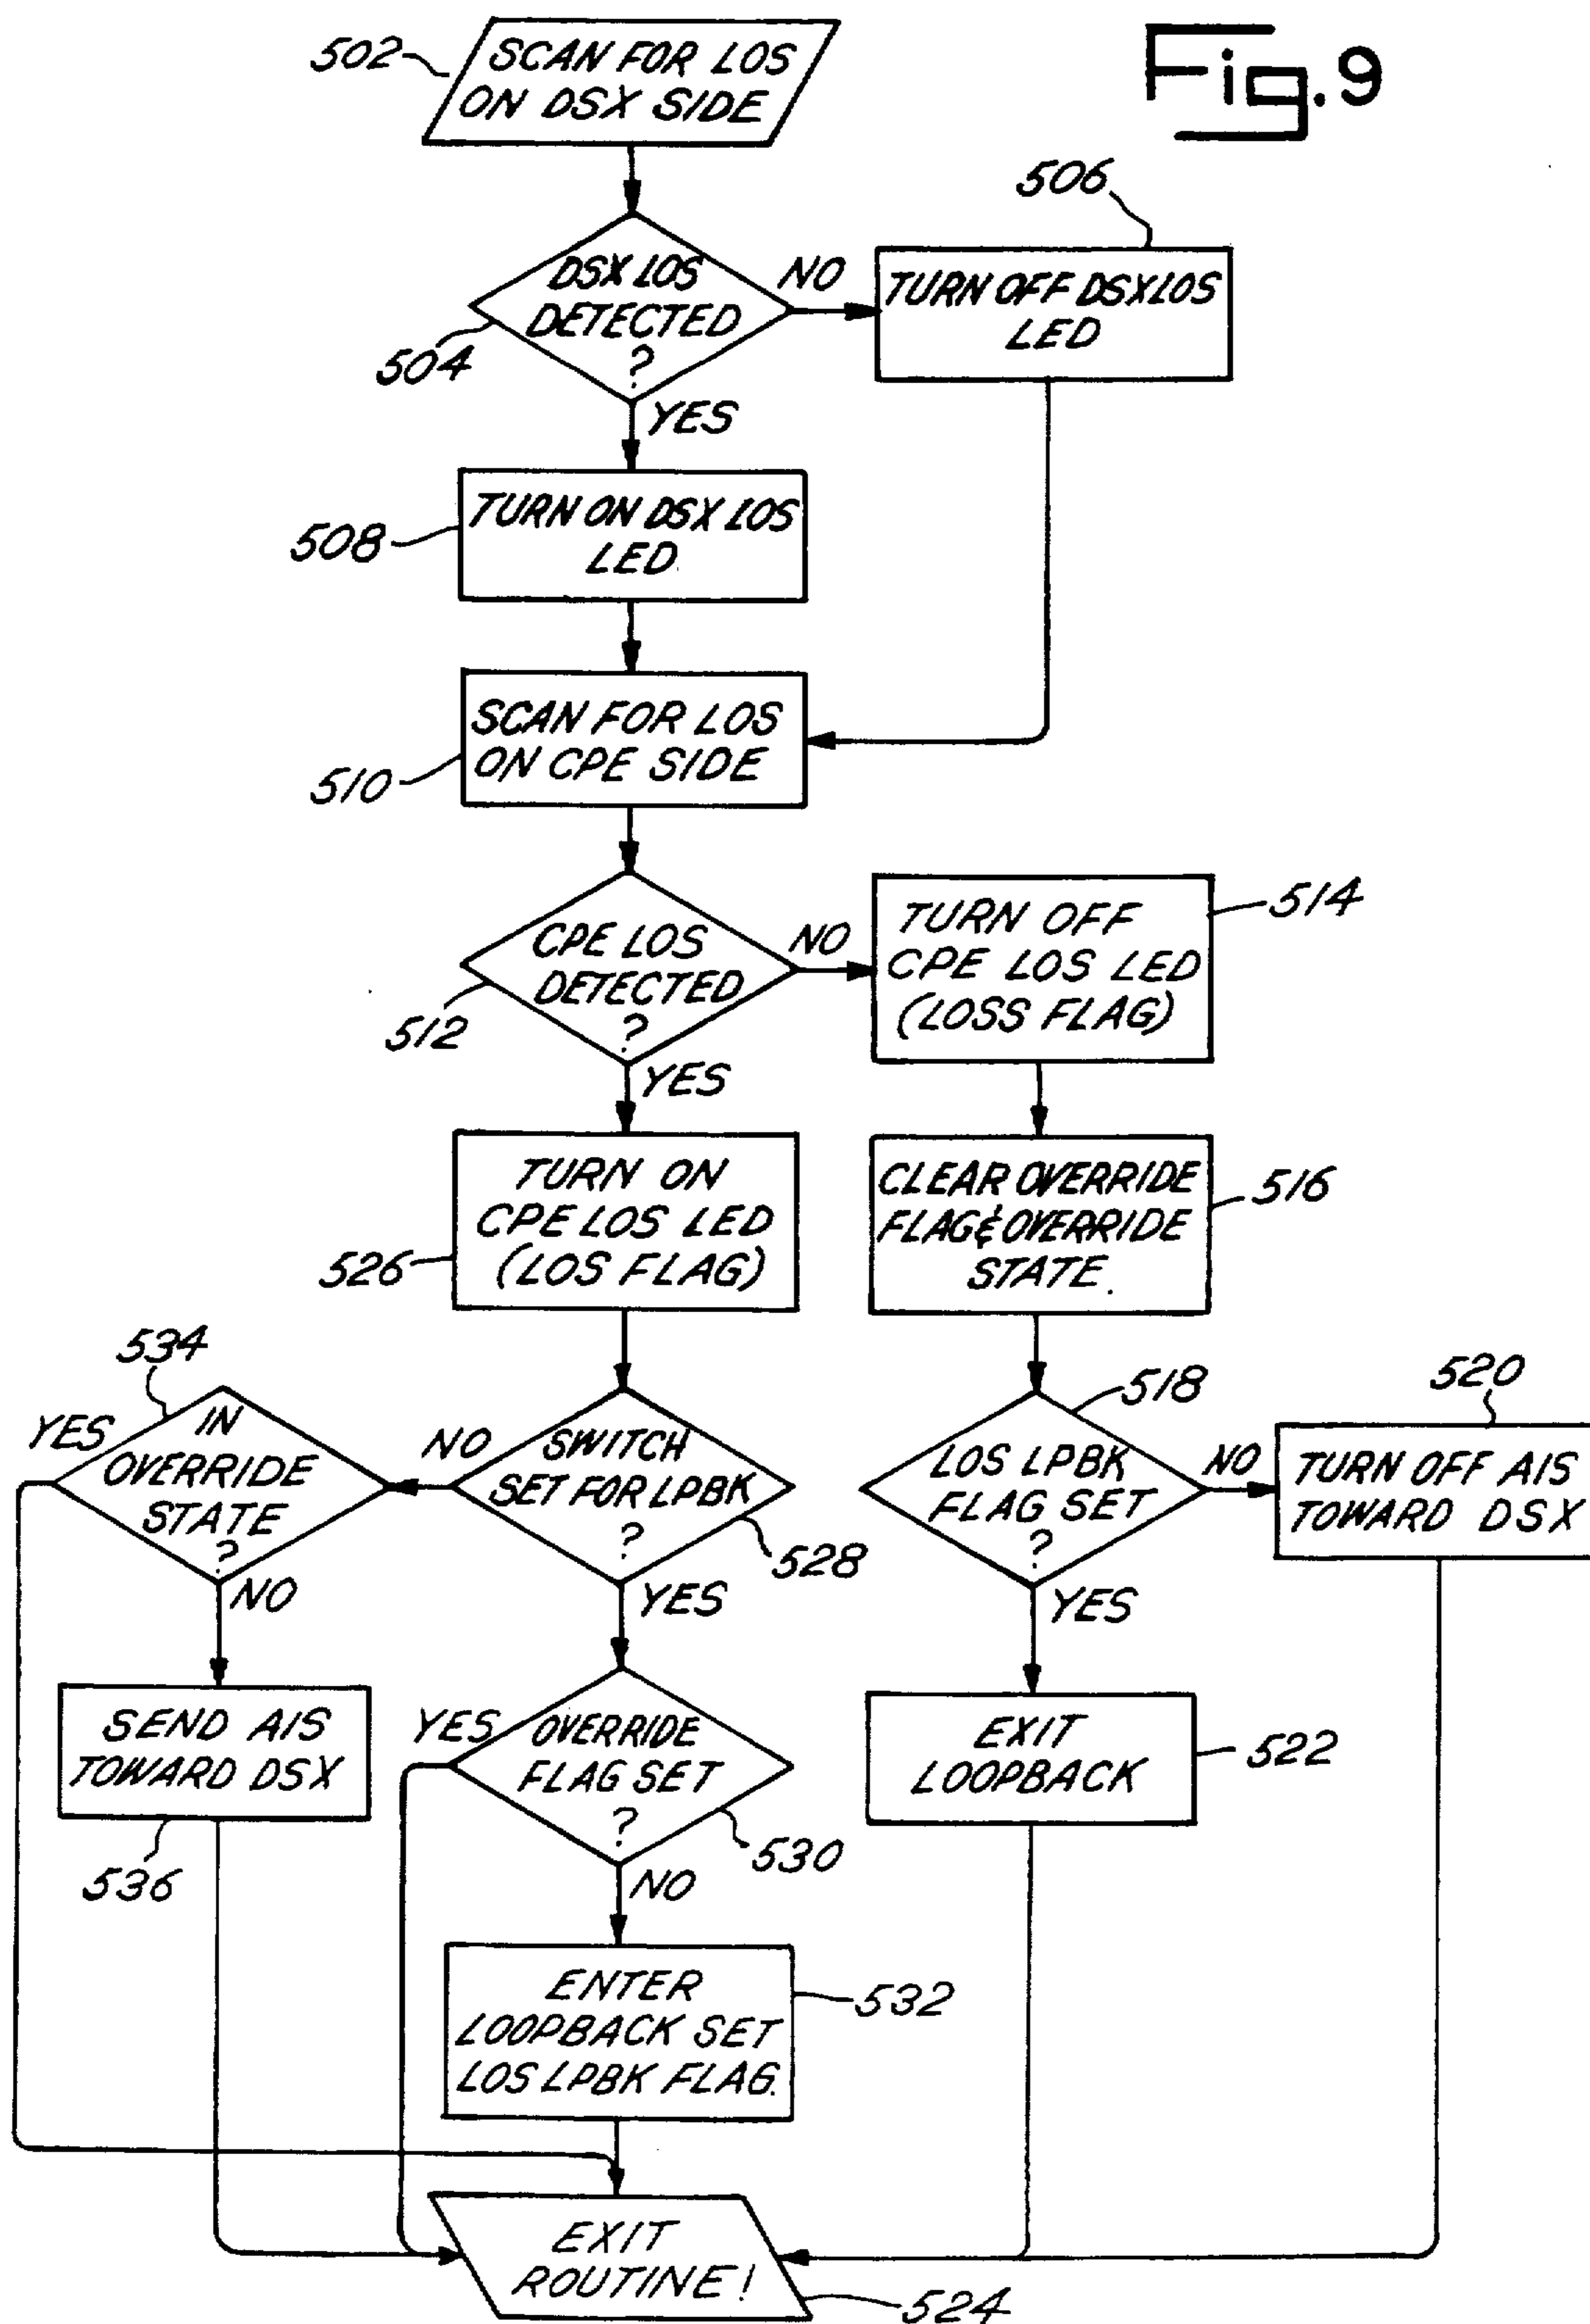 Fig. 9
502
SCAN FOR LOS
ON DSX SIDE
506
DSX LOS
DETECTED
?
504
NO
TURN OFF DSX LOS
LED
YES
508
TURN ON DSX LOS
LED
510
SCAN FOR LOS
ON CPE SIDE
CPE LOS
DETECTED
?
512
NO
TURN OFF
CPE LOS LED
(LOSS FLAG)
514
YES
TURN ON
CPE LOS LED
(LOS FLAG)
526
CLEAR OVERRIDE
FLAG & OVERRIDE
STATE
516
534
YES
IN
OVERRIDE
STATE
?
NO
NO
SWITCH
SET FOR LPBK
?
528
YES
518
LOS LPBK
FLAG SET
?
NO
YES
520
TURN OFF AIS
TOWARD DSX
SEND AIS
TOWARD DSX
536
YES
OVERRIDE
FLAG SET
?
530
NO
EXIT
LOOPBACK
522
ENTER
LOOPBACK SET
LOS LPBK FLAG.
532
EXIT
ROUTINE!
524